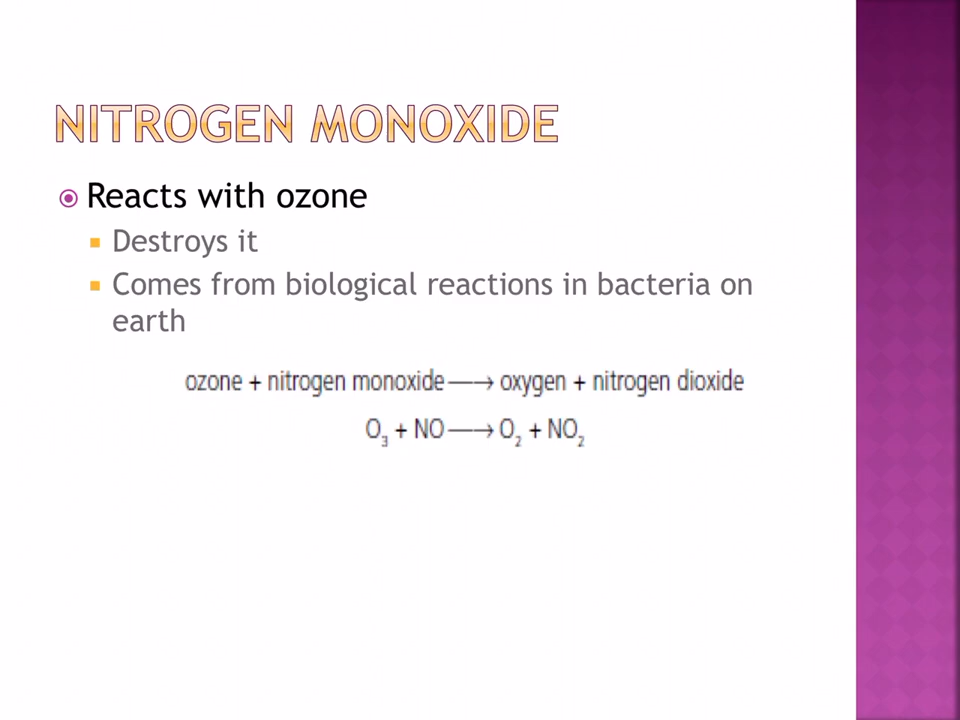 NITROGEN MONOXIDE
Reacts with ozone
Destroys it
Comes from biological reactions in bacteria on
earth
ozone + nitrogen monoxide ⟶ oxygen + nitrogen dioxide
O₃ + NO ⟶ O₂ + NO₂